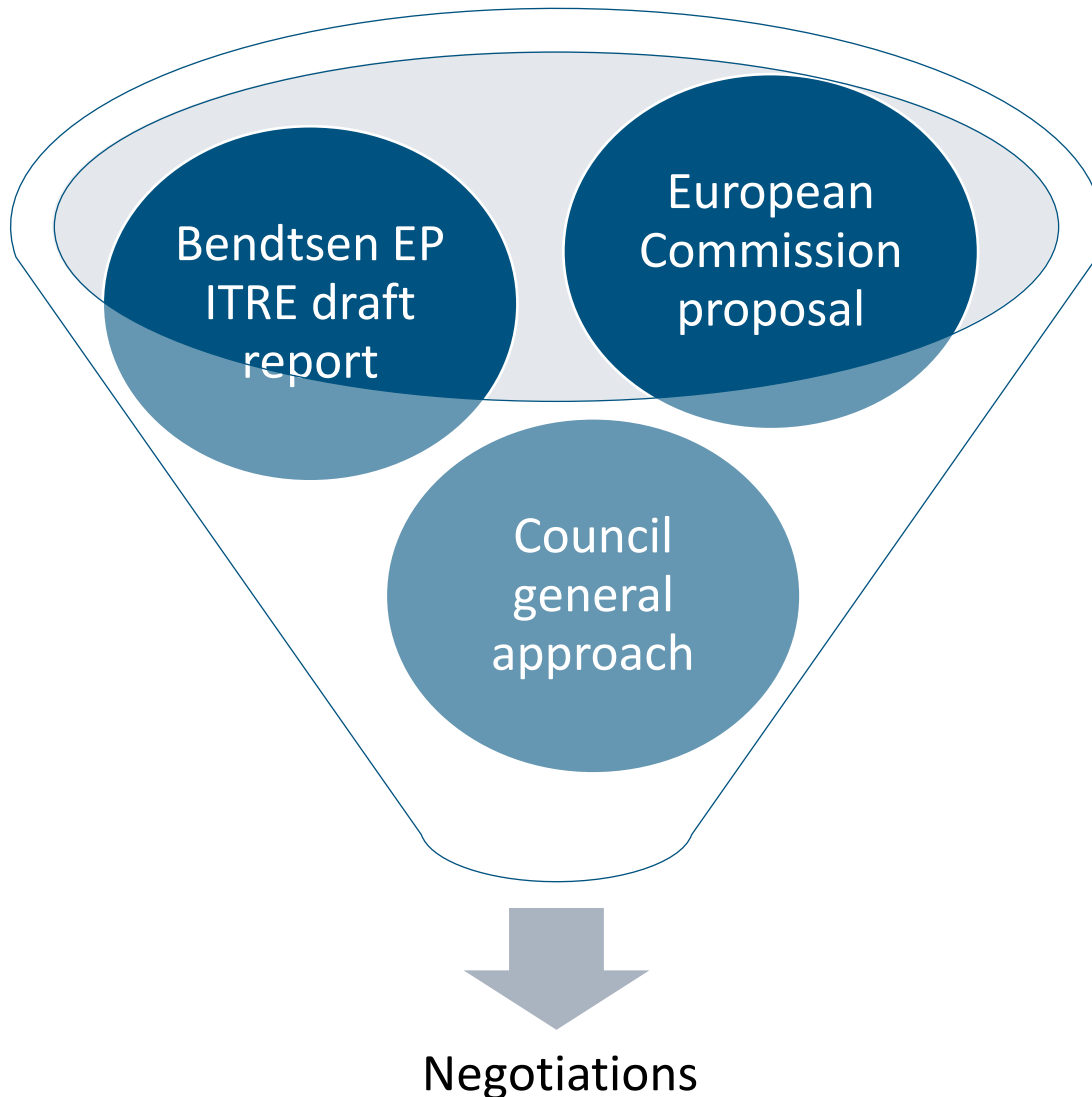 Bendtsen EP
ITRE draft
report
European
Commission
proposal
Council
general
approach
Negotiations